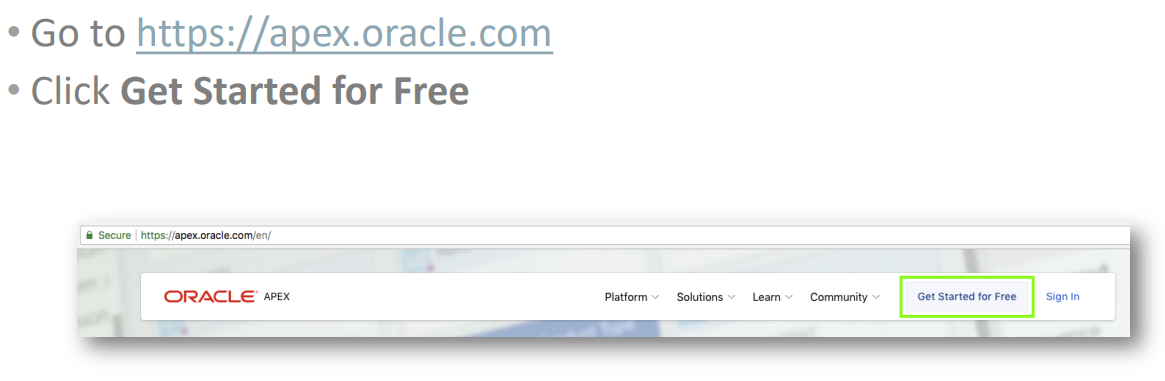 • Go to https://apex.oracle.com
• Click Get Started for Free
Secure | https://apex.oracle.com/en/
ORACLE APEX Platform Solutions Learn Community Get Started for Free Sign In